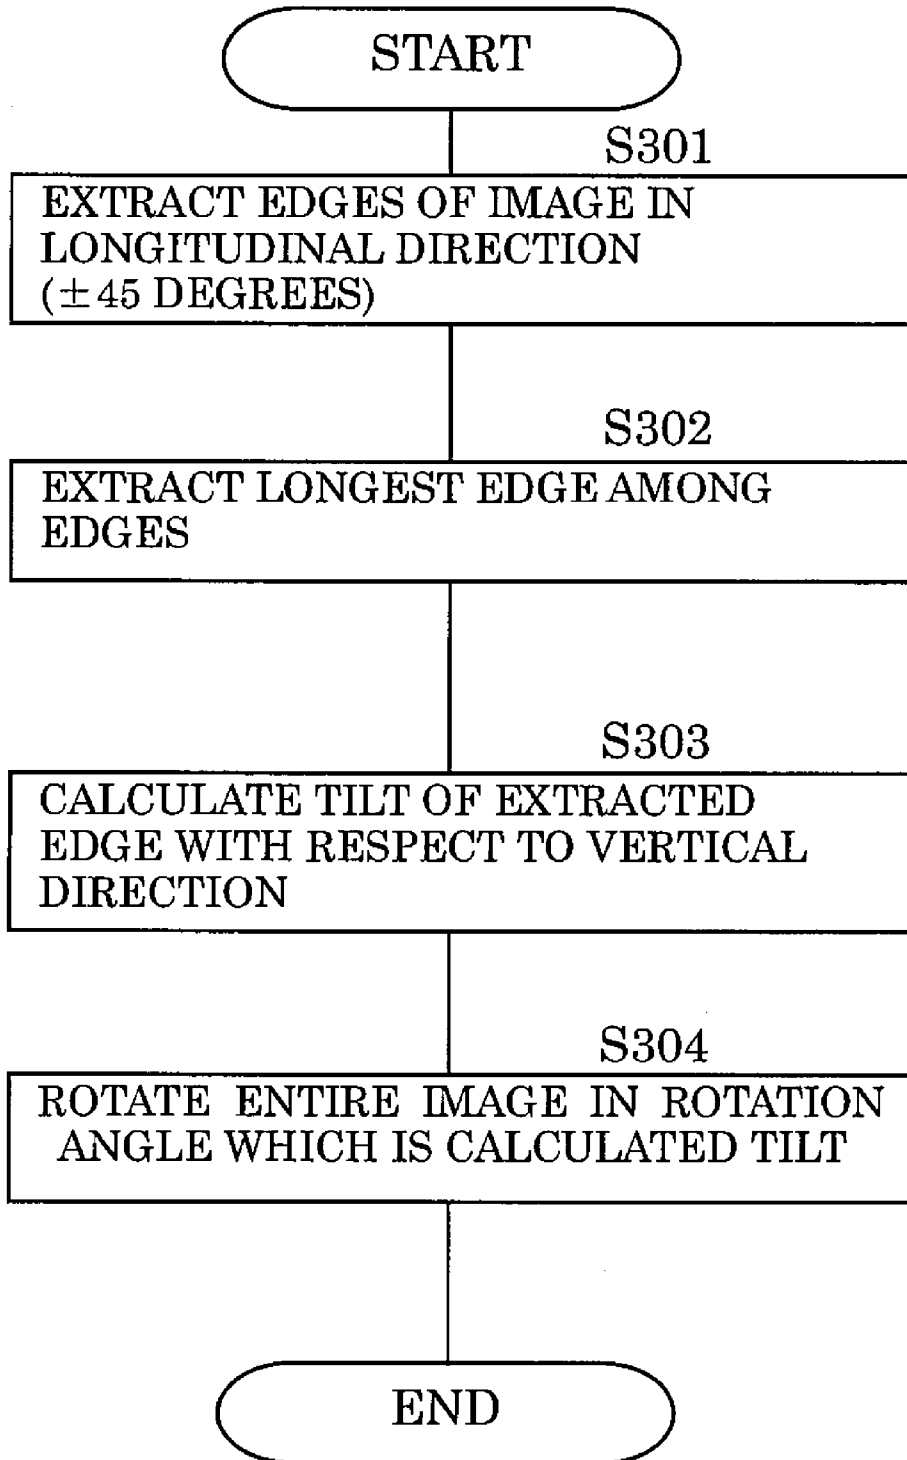 START
S301
EXTRACT EDGES OF IMAGE IN
LONGITUDINAL DIRECTION
(±45 DEGREES)
S302
EXTRACT LONGEST EDGE AMONG
EDGES
S303
CALCULATE TILT OF EXTRACTED
EDGE WITH RESPECT TO VERTICAL
DIRECTION
S304
ROTATE ENTIRE IMAGE IN ROTATION
ANGLE WHICH IS CALCULATED TILT
END